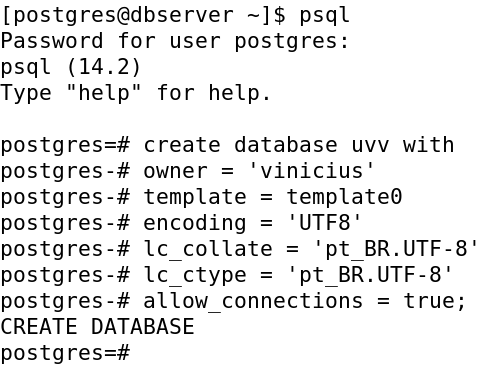 [postgres@dbserver ~]$ psql
Password for user postgres:
psql (14.2)
Type "help" for help.

postgres=# create database uvv with
postgres-# owner = 'vinicius'
postgres-# template = template0
postgres-# encoding = 'UTF8'
postgres-# lc_collate = 'pt_BR.UTF-8'
postgres-# lc_ctype = 'pt_BR.UTF-8'
postgres-# allow_connections = true;
CREATE DATABASE
postgres=#